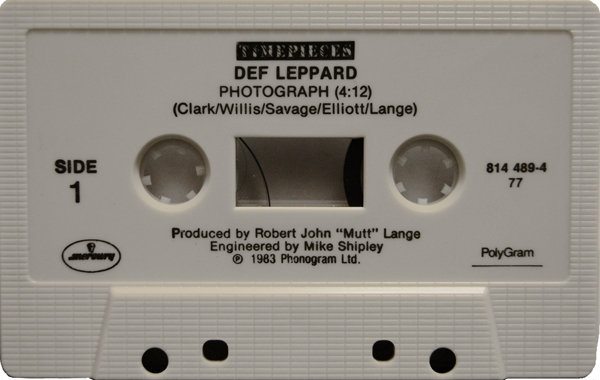 TIMEPIECES
DEF LEPPARD
PHOTOGRAPH (4:12)
(Clark/Willis/Savage/Elliott/Lange)
SIDE
1
814 489-4
77
Produced by Robert John "Mutt" Lange
Engineered by Mike Shipley
℗ 1983 Phonogram Ltd.
mercury
PolyGram